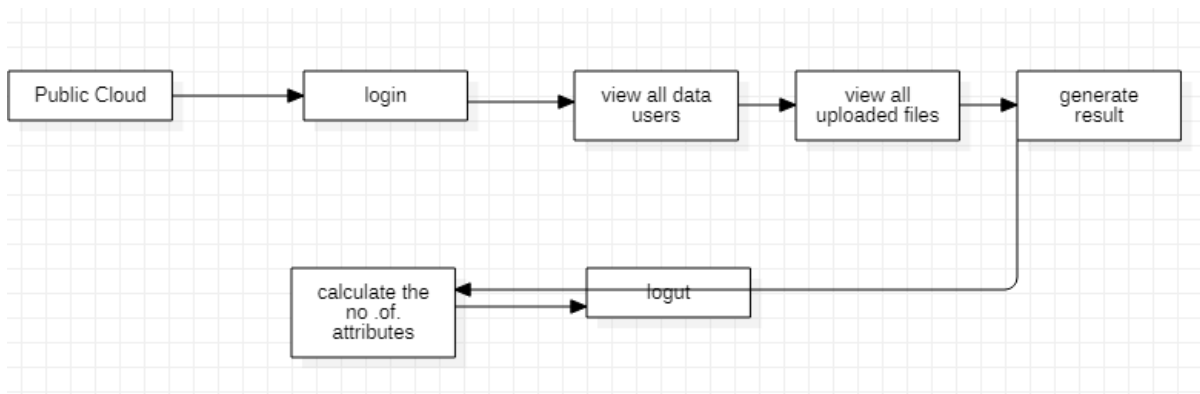 Public Cloud
login
view all data
users
view all
uploaded files
generate
result
calculate the
no .of.
attributes
logut